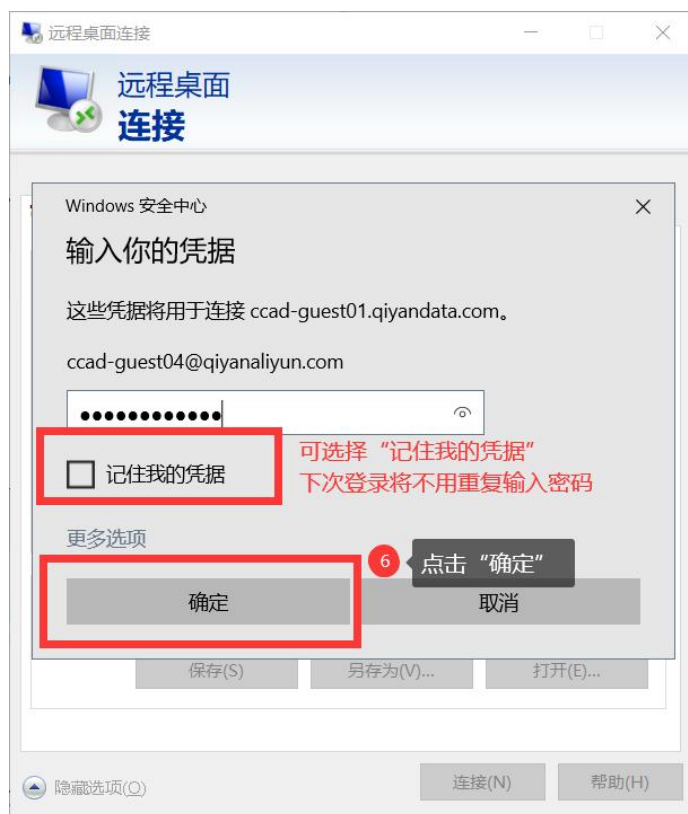 远程桌面连接
远程桌面
连接
Windows 安全中心
输入你的凭据
这些凭据将用于连接 ccad-guest01.qiyandata.com。
ccad-guest04@qiyanaliyun.com
●●●●●●●●●●●●
记住我的凭据
可选择“记住我的凭据”
下次登录将不用重复输入密码
更多选项
6 点击“确定”
确定 取消
保存(S) 另存为(V)... 打开(E)...
隐藏选项(O) 连接(N) 帮助(H)